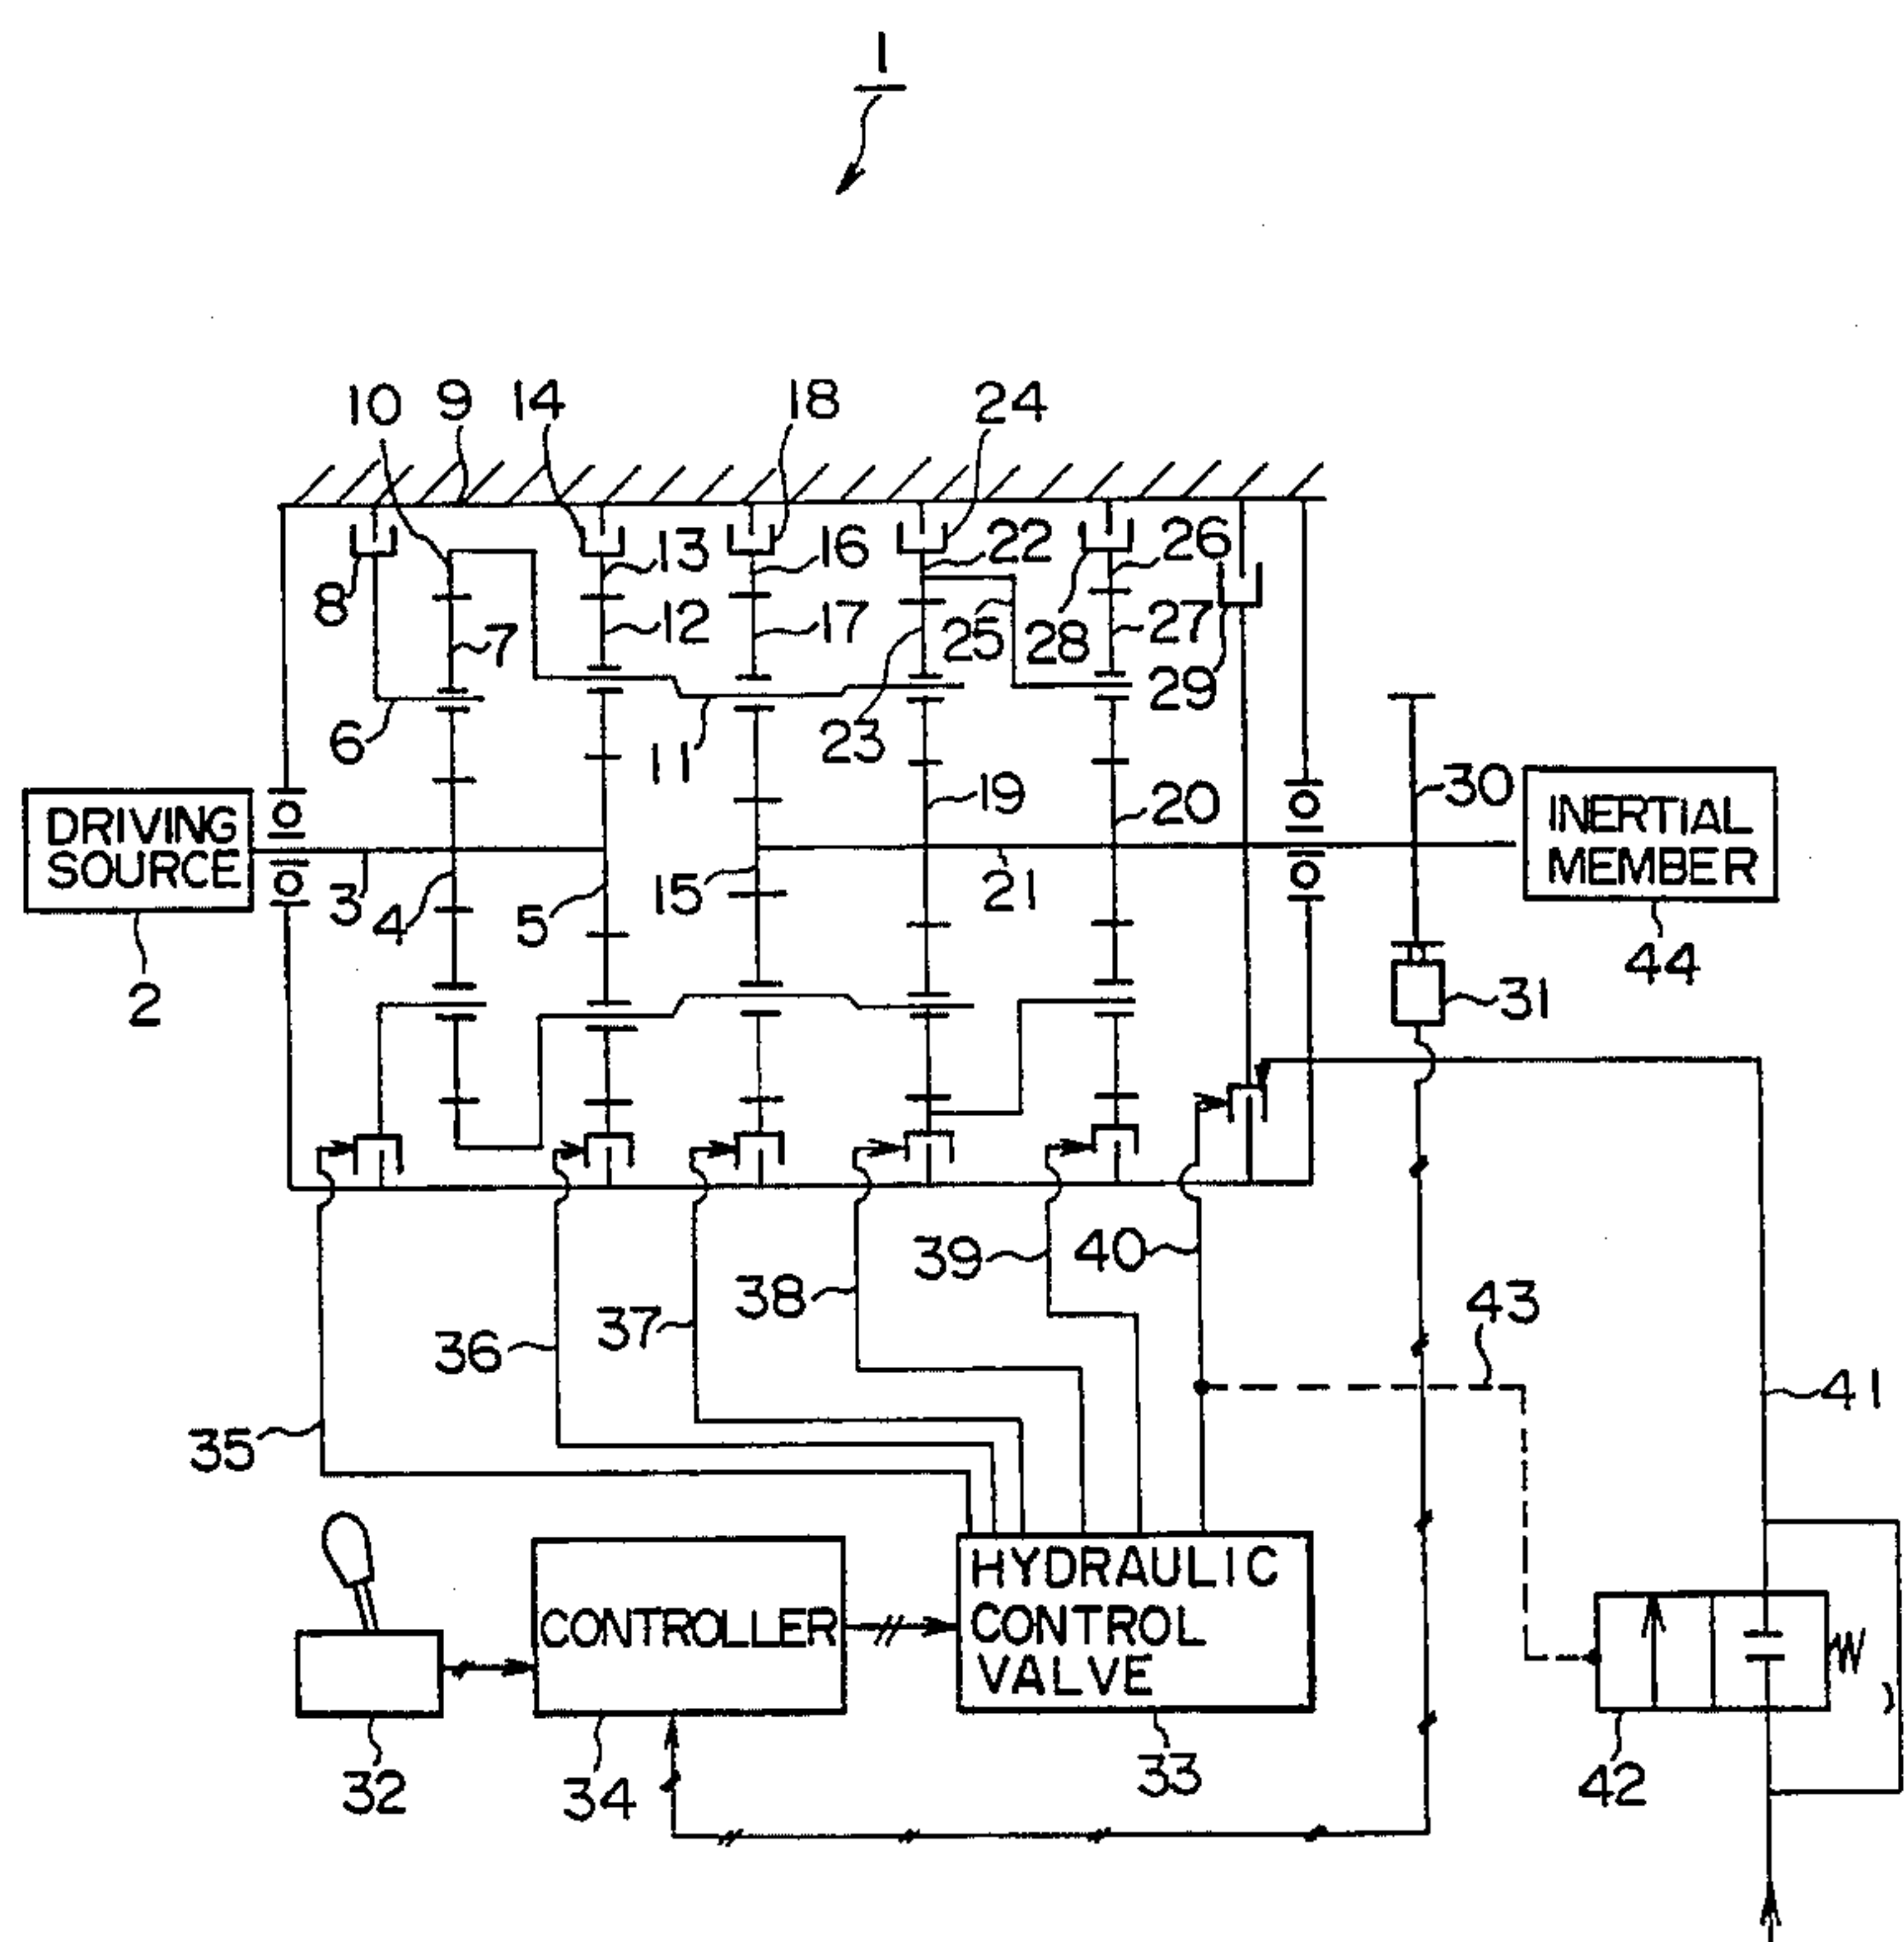 1
10 9 14 18 24
8 13 16 22 26
7 12 17 25 28 27
29
6 11 23
DRIVING
SOURCE
3 4 5 15 19 20 21 30
INERTIAL
MEMBER
2 31 44
35 36 37 38 39 40 43 41
CONTROLLER
HYDRAULIC
CONTROL
VALVE
32 34 33 42